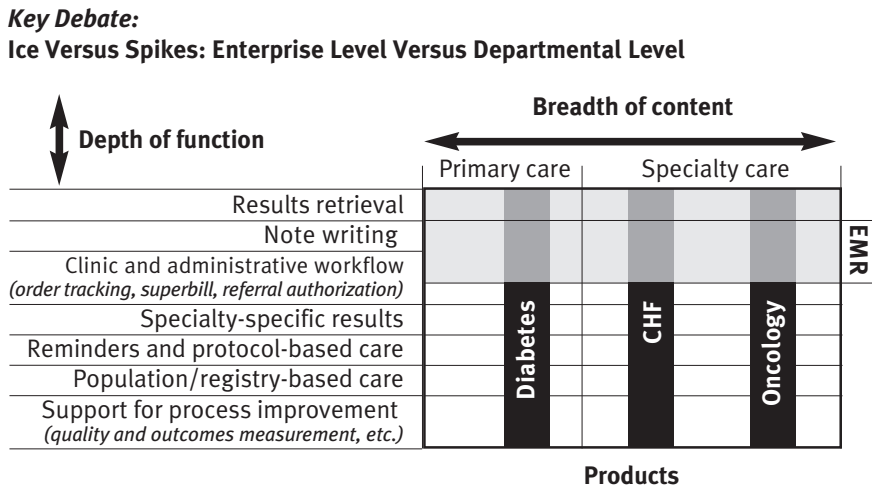 Key Debate:
Ice Versus Spikes: Enterprise Level Versus Departmental Level
Depth of function
Breadth of content
Primary care
Specialty care
Results retrieval
Note writing
Clinic and administrative workflow
(order tracking, superbill, referral authorization)
Specialty-specific results
Reminders and protocol-based care
Population/registry-based care
Support for process improvement
(quality and outcomes measurement, etc.)
EMR
Diabetes
CHF
Oncology
Products